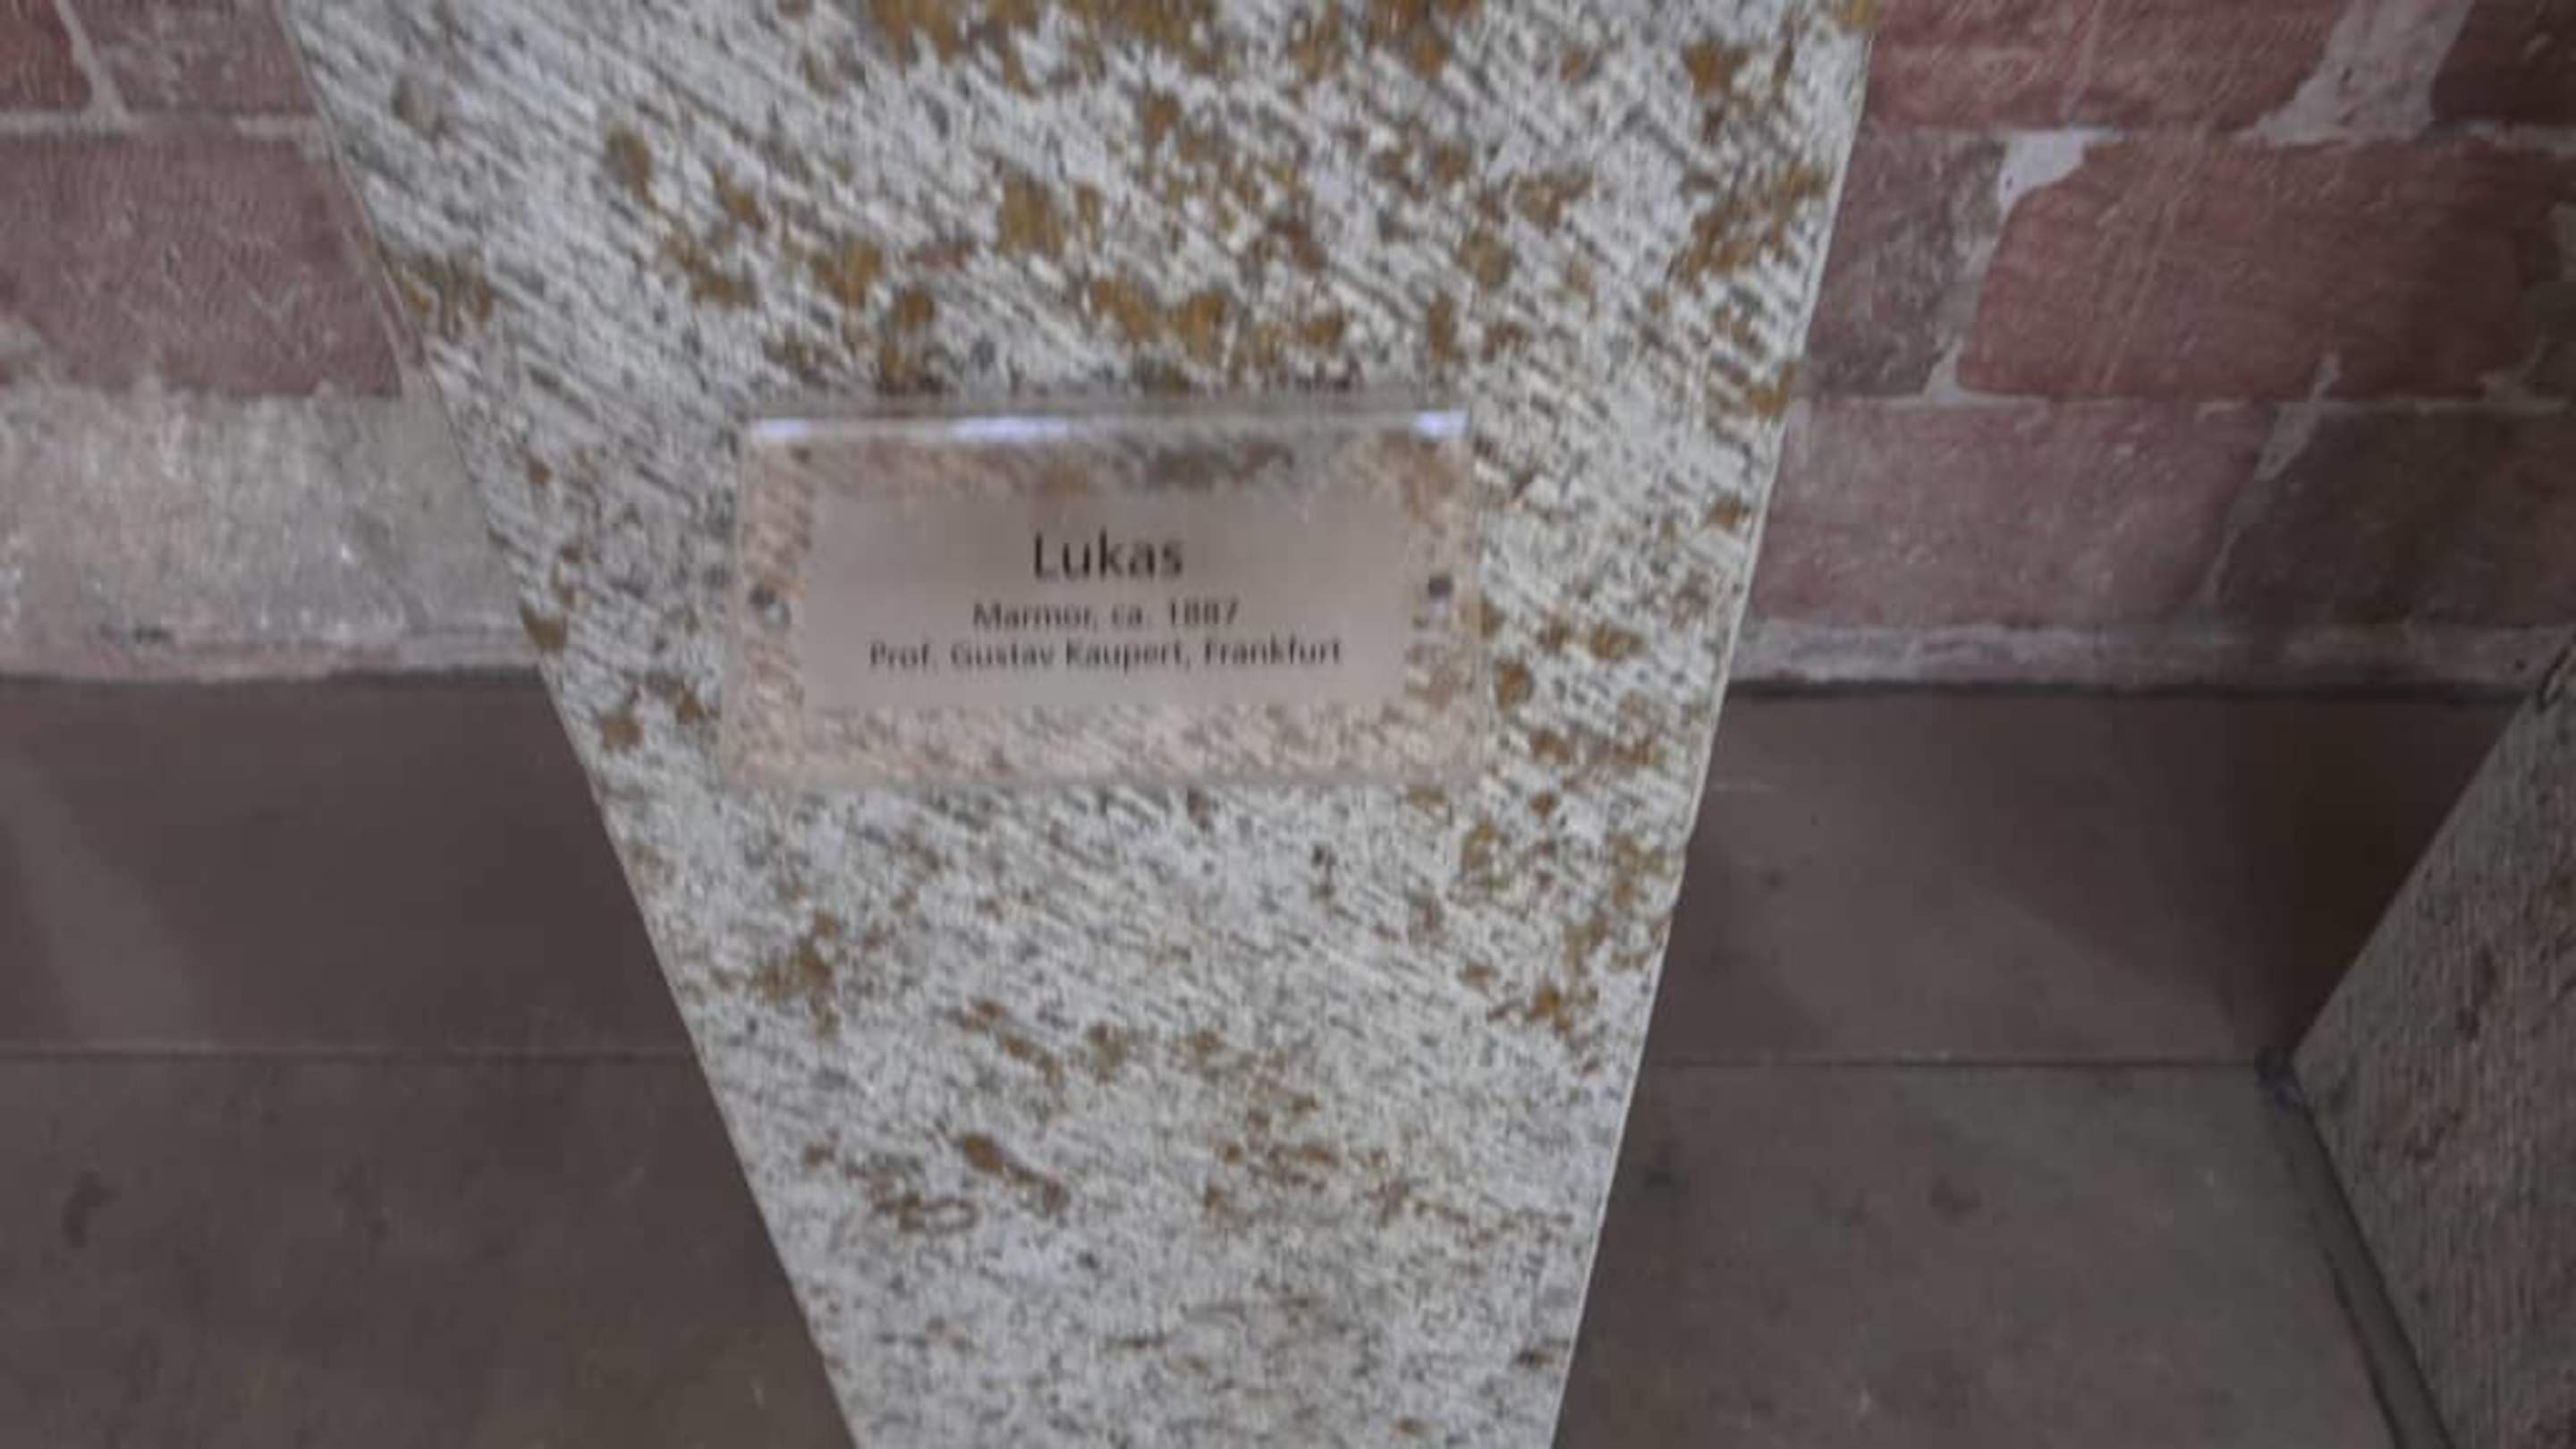 Lukas
Marmor, ca. 1887
Prof. Gustav Kaupert, Frankfurt